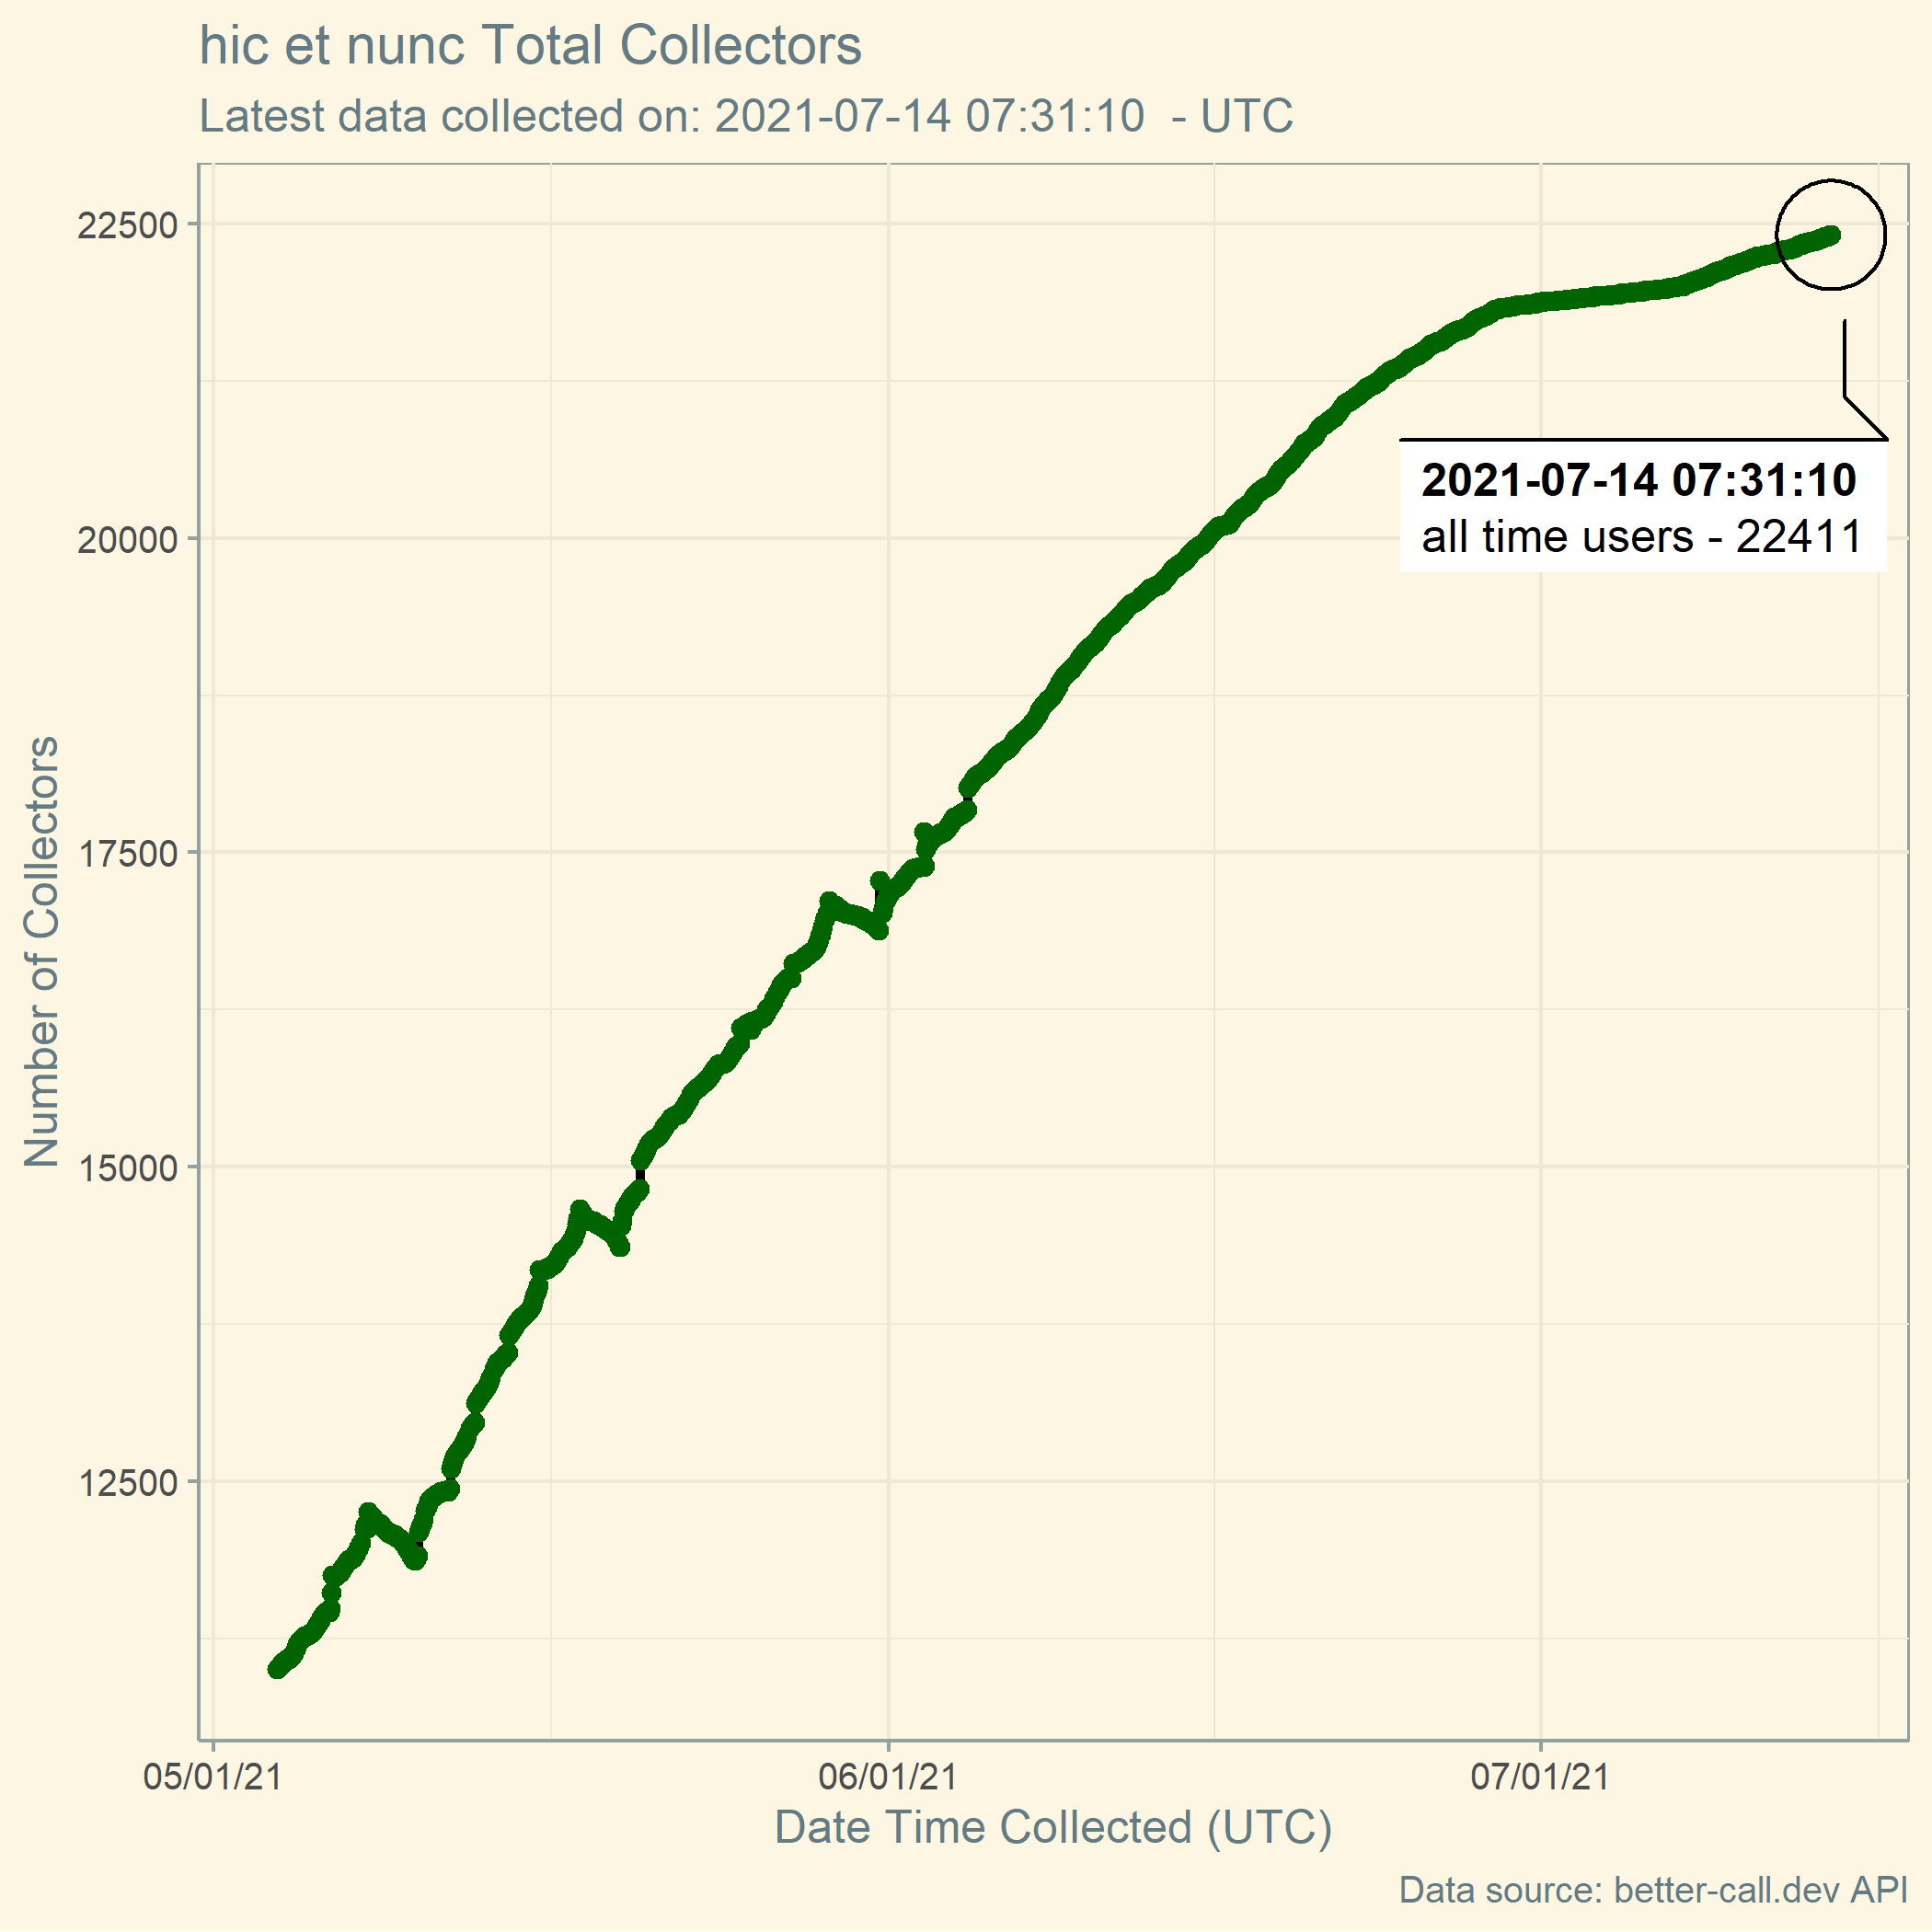 hic et nunc Total Collectors
Latest data collected on: 2021-07-14 07:31:10  - UTC
22500
20000
17500
15000
12500
Number of Collectors
2021-07-14 07:31:10
all time users - 22411
05/01/21
06/01/21
07/01/21
Date Time Collected (UTC)
Data source: better-call.dev API